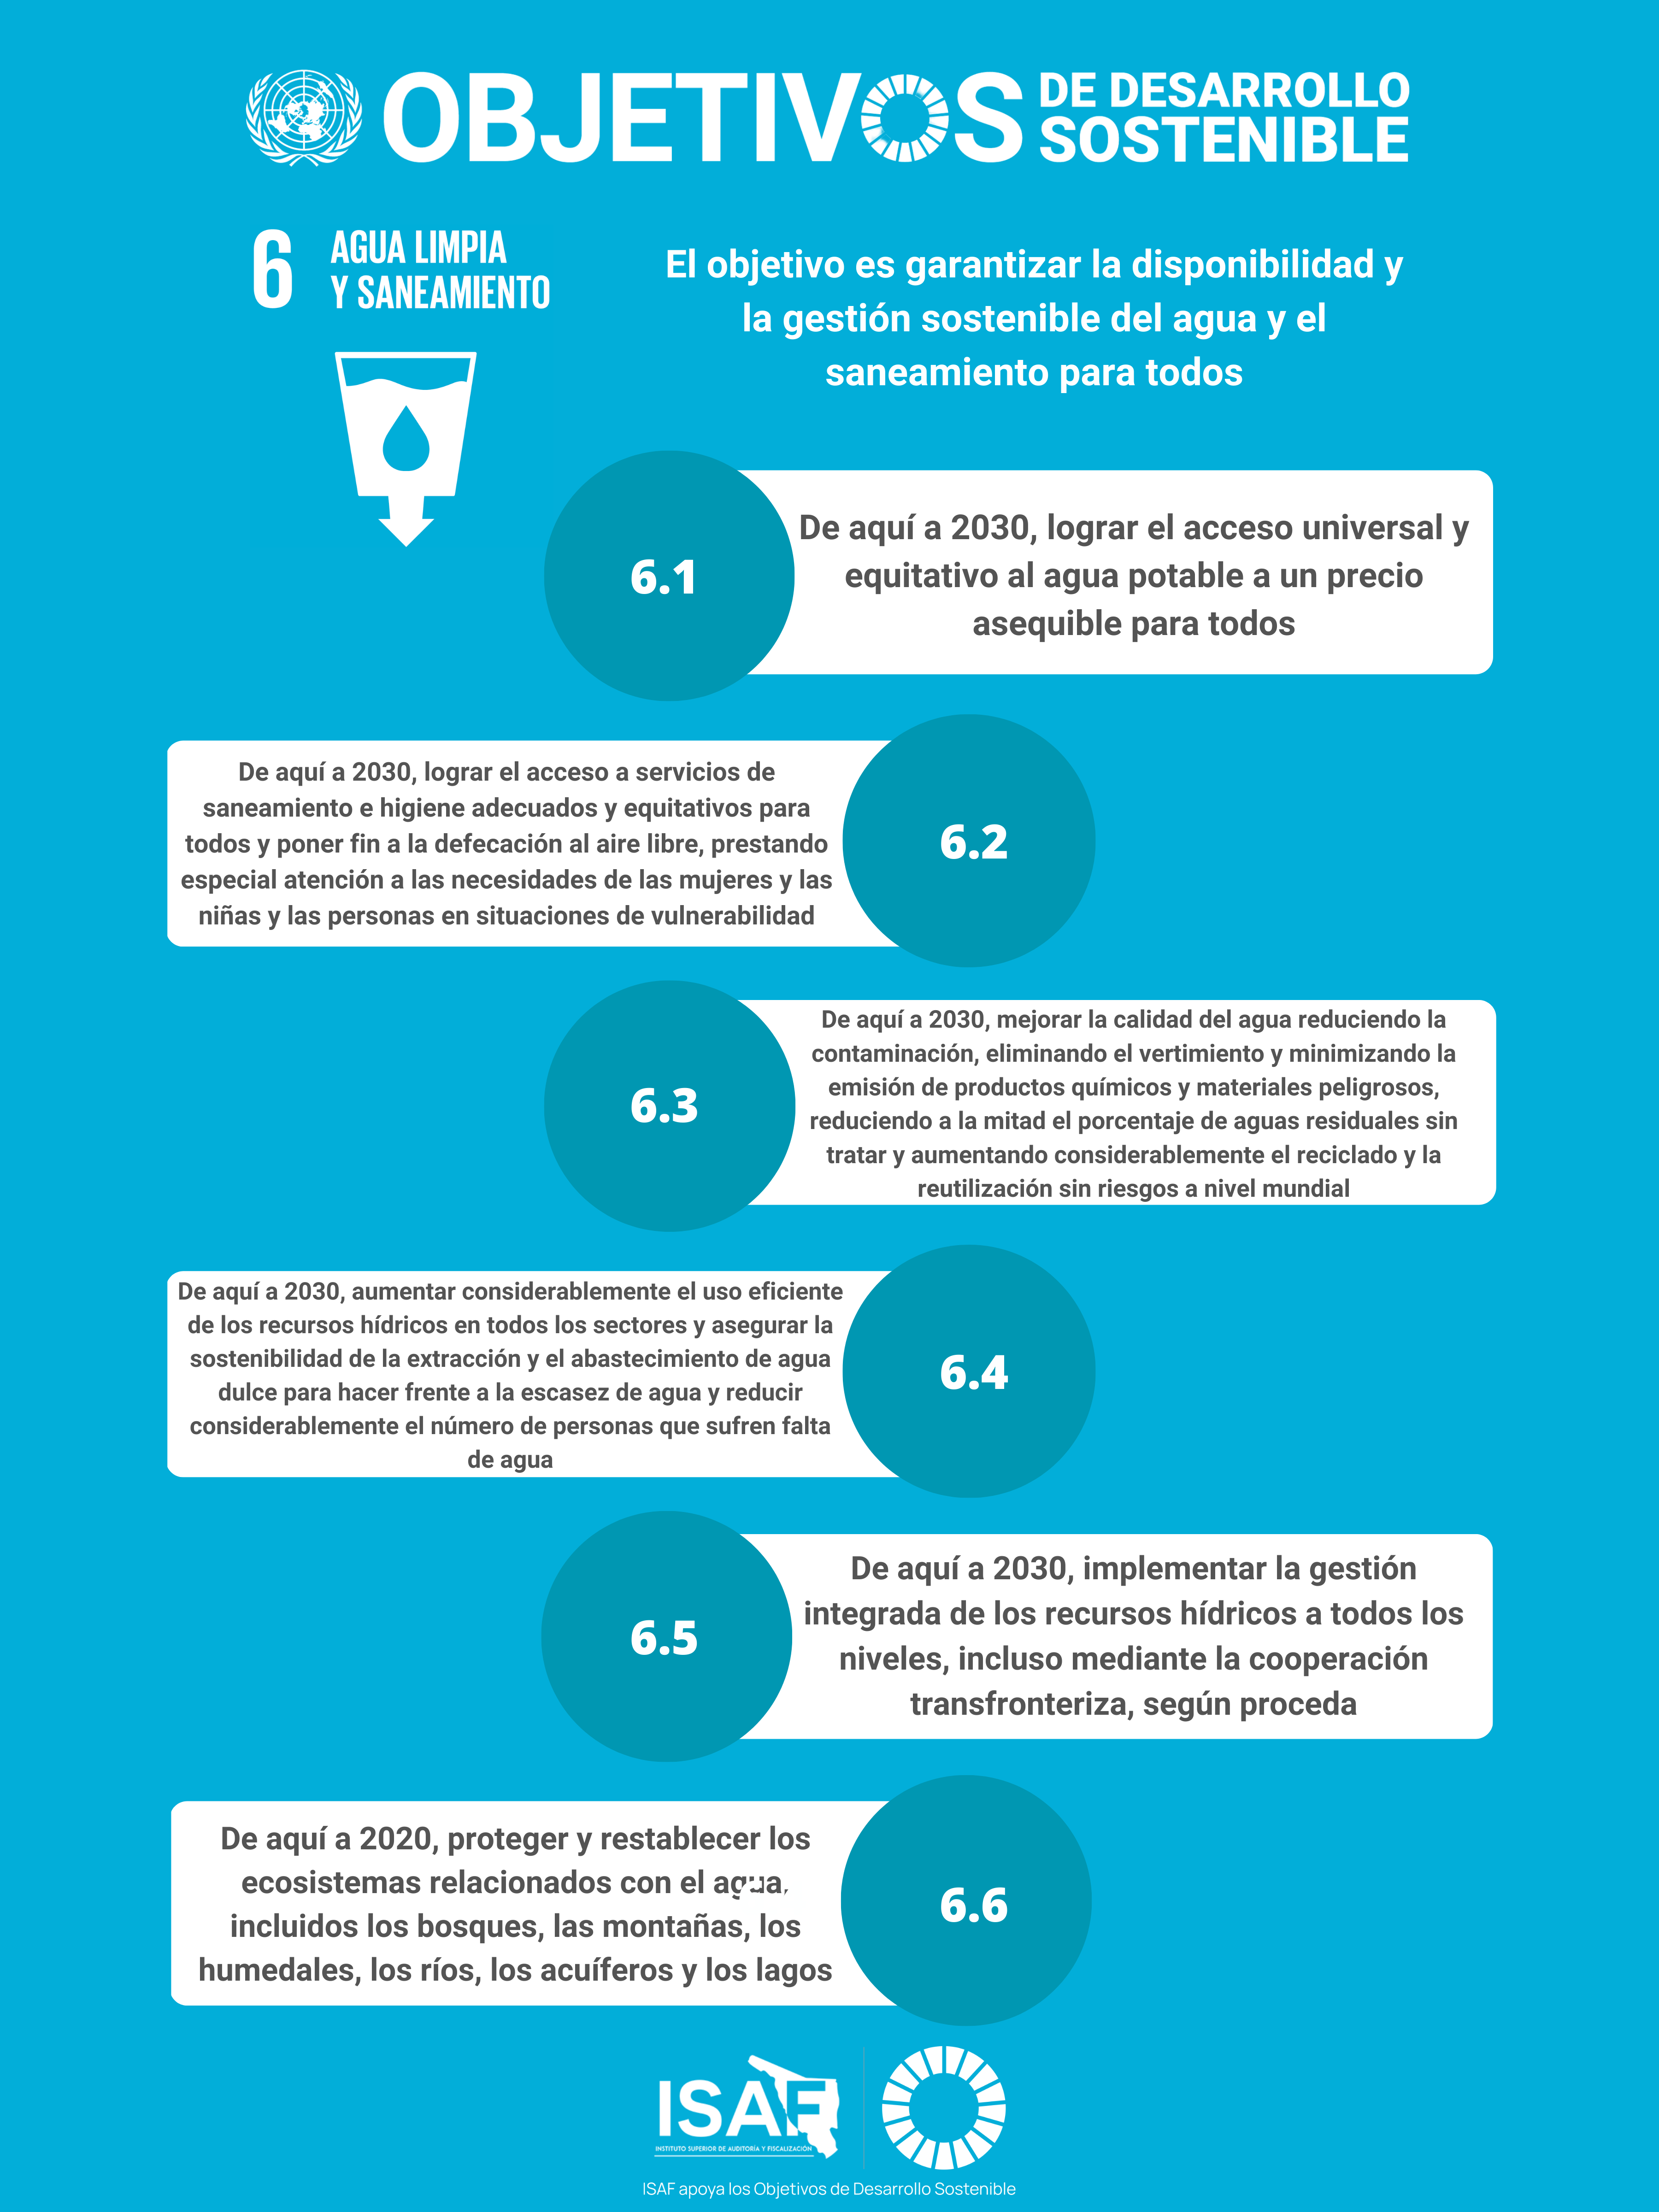 OBJETIVOS DE DESARROLLO
SOSTENIBLE
6 AGUA LIMPIA
Y SANEAMIENTO
El objetivo es garantizar la disponibilidad y
la gestión sostenible del agua y el
saneamiento para todos
6.1
De aquí a 2030, lograr el acceso universal y
equitativo al agua potable a un precio
asequible para todos
De aquí a 2030, lograr el acceso a servicios de
saneamiento e higiene adecuados y equitativos para
todos y poner fin a la defecación al aire libre, prestando
especial atención a las necesidades de las mujeres y las
niñas y las personas en situaciones de vulnerabilidad
6.2
6.3
De aquí a 2030, mejorar la calidad del agua reduciendo la
contaminación, eliminando el vertimiento y minimizando la
emisión de productos químicos y materiales peligrosos,
reduciendo a la mitad el porcentaje de aguas residuales sin
tratar y aumentando considerablemente el reciclado y la
reutilización sin riesgos a nivel mundial
De aquí a 2030, aumentar considerablemente el uso eficiente
de los recursos hídricos en todos los sectores y asegurar la
sostenibilidad de la extracción y el abastecimiento de agua
dulce para hacer frente a la escasez de agua y reducir
considerablemente el número de personas que sufren falta
de agua
6.4
6.5
De aquí a 2030, implementar la gestión
integrada de los recursos hídricos a todos los
niveles, incluso mediante la cooperación
transfronteriza, según proceda
De aquí a 2020, proteger y restablecer los
ecosistemas relacionados con el agua,
incluidos los bosques, las montañas, los
humedales, los ríos, los acuíferos y los lagos
6.6
ISAF
INSTITUTO SUPERIOR DE AUDITORÍA Y FISCALIZACIÓN
ISAF apoya los Objetivos de Desarrollo Sostenible